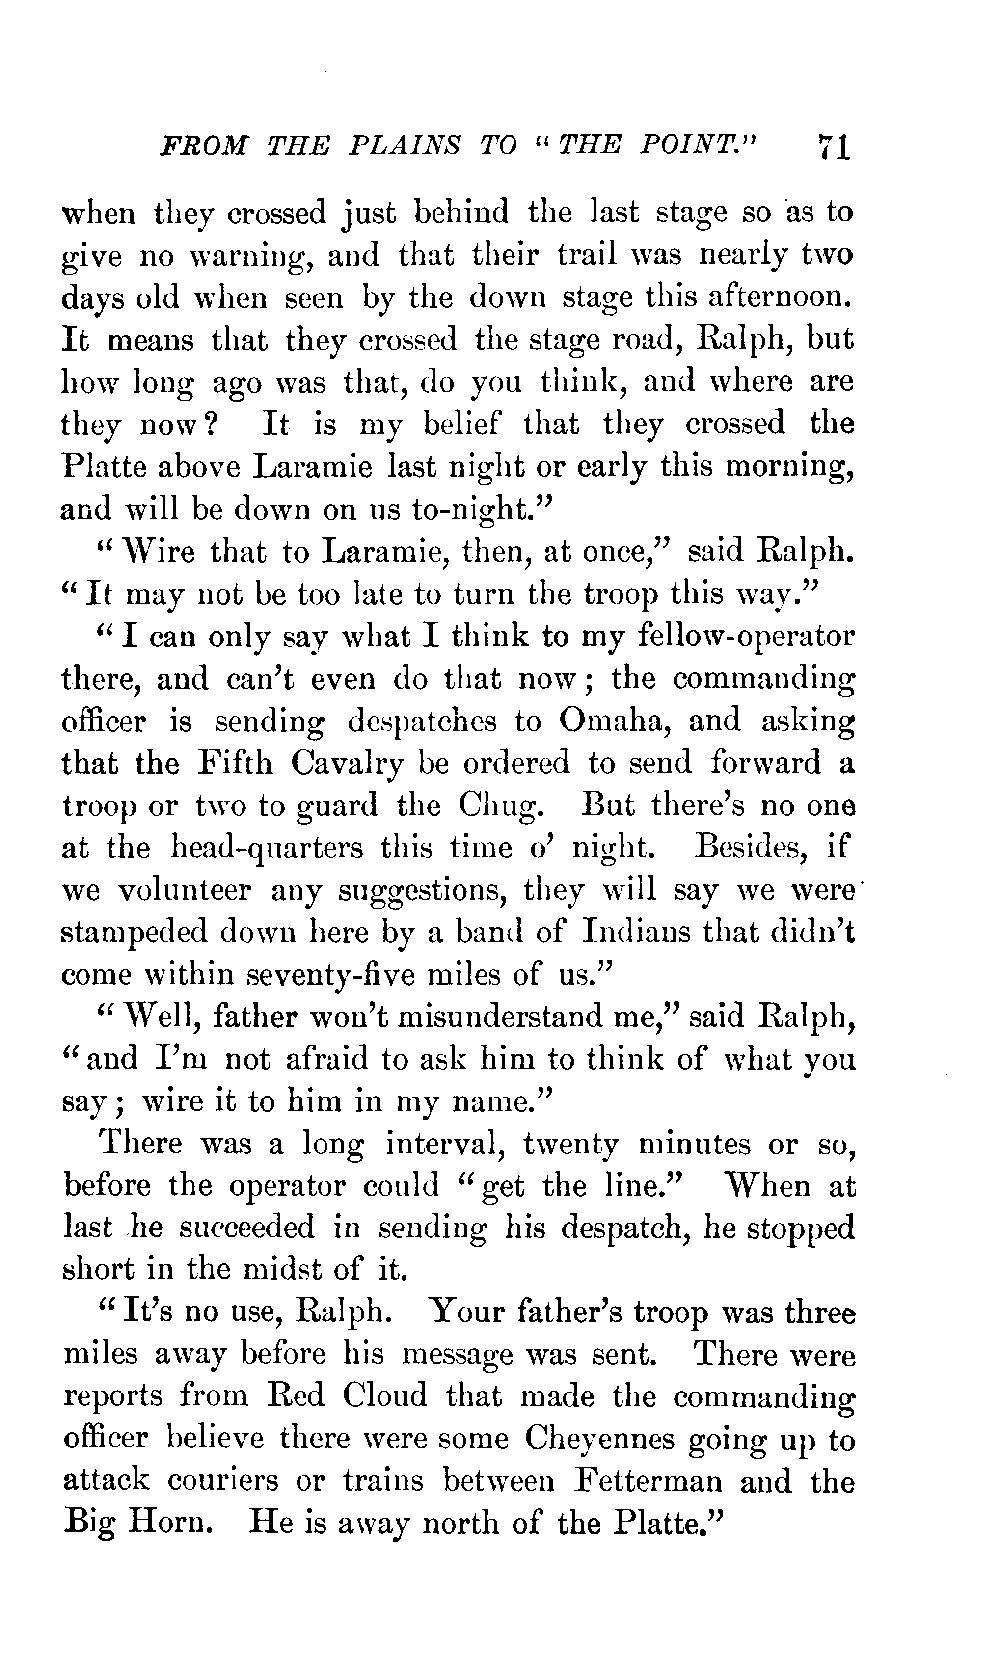 FROM THE PLAINS TO "THE POINT." 71
when they crossed just behind the last stage so as to
give no warning, and that their trail was nearly two
days old when seen by the down stage this afternoon.
It means that they crossed the stage road, Ralph, but
how long ago was that, do you think, and where are
they now? It is my belief that they crossed the
Platte above Laramie last night or early this morning,
and will be down on us to-night."
"Wire that to Laramie, then, at once," said Ralph.
"It may not be too late to turn the troop this way."
"I can only say what I think to my fellow-operator
there, and can't even do that now; the commanding
officer is sending despatches to Omaha, and asking
that the Fifth Cavalry be ordered to send forward a
troop or two to guard the Chug. But there's no one
at the head-quarters this time o' night. Besides, if
we volunteer any suggestions, they will say we were
stampeded down here by a band of Indians that didn't
come within seventy-five miles of us."
"Well, father won't misunderstand me," said Ralph,
"and I'm not afraid to ask him to think of what you
say; wire it to him in my name."
There was a long interval, twenty minutes or so,
before the operator could "get the line." When at
last he succeeded in sending his despatch, he stopped
short in the midst of it.
"It's no use, Ralph. Your father's troop was three
miles away before his message was sent. There were
reports from Red Cloud that made the commanding
officer believe there were some Cheyennes going up to
attack couriers or trains between Fetterman and the
Big Horn. He is away north of the Platte."